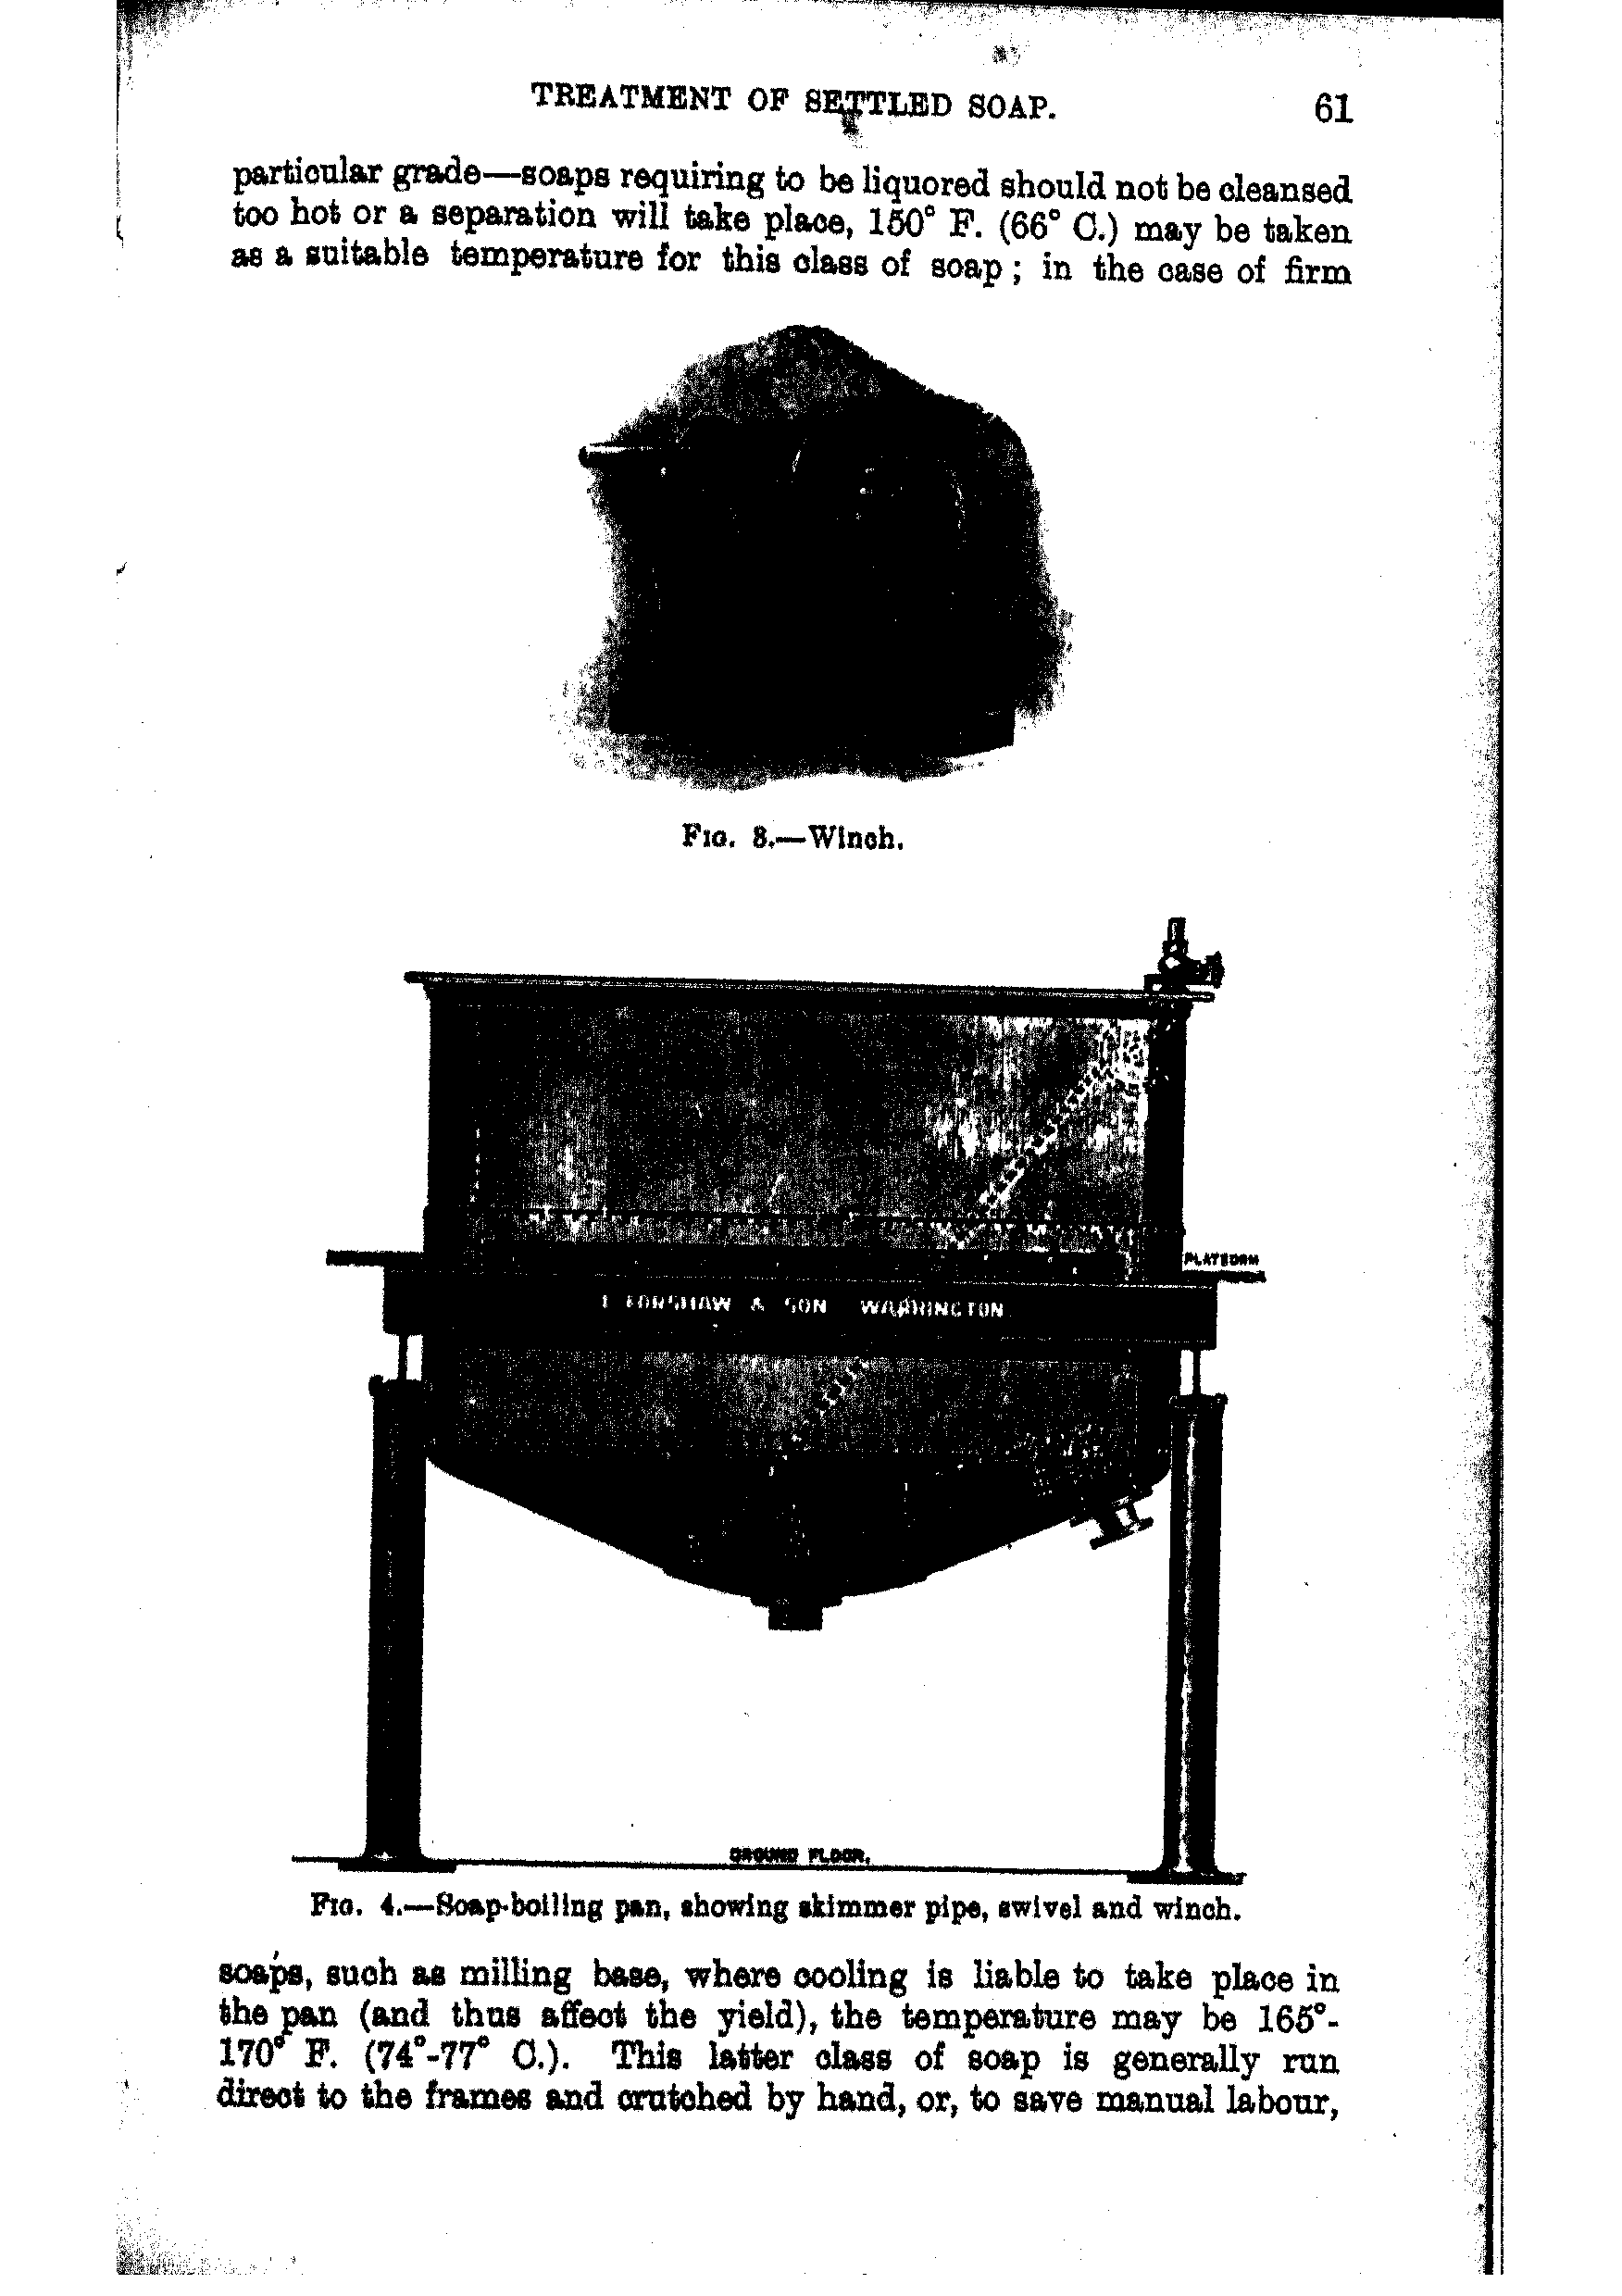 TREATMENT OF SETTLED SOAP. 61
particular grade—soaps requiring to be liquored should not be cleansed
too hot or a separation will take place, 150° F. (66° C.) may be taken
as a suitable temperature for this class of soap; in the case of firm
FIG. 3.—Winch.
PLATFORM
FORSHAW & SON WARRINGTON
GROUND FLOOR.
FIG. 4.—Soap-boiling pan, showing skimmer pipe, swivel and winch.
soaps, such as milling base, where cooling is liable to take place in
the pan (and thus affect the yield), the temperature may be 165°-
170° F. (74°-77° C.). This latter class of soap is generally run
direct to the frames and crutched by hand, or, to save manual labour,